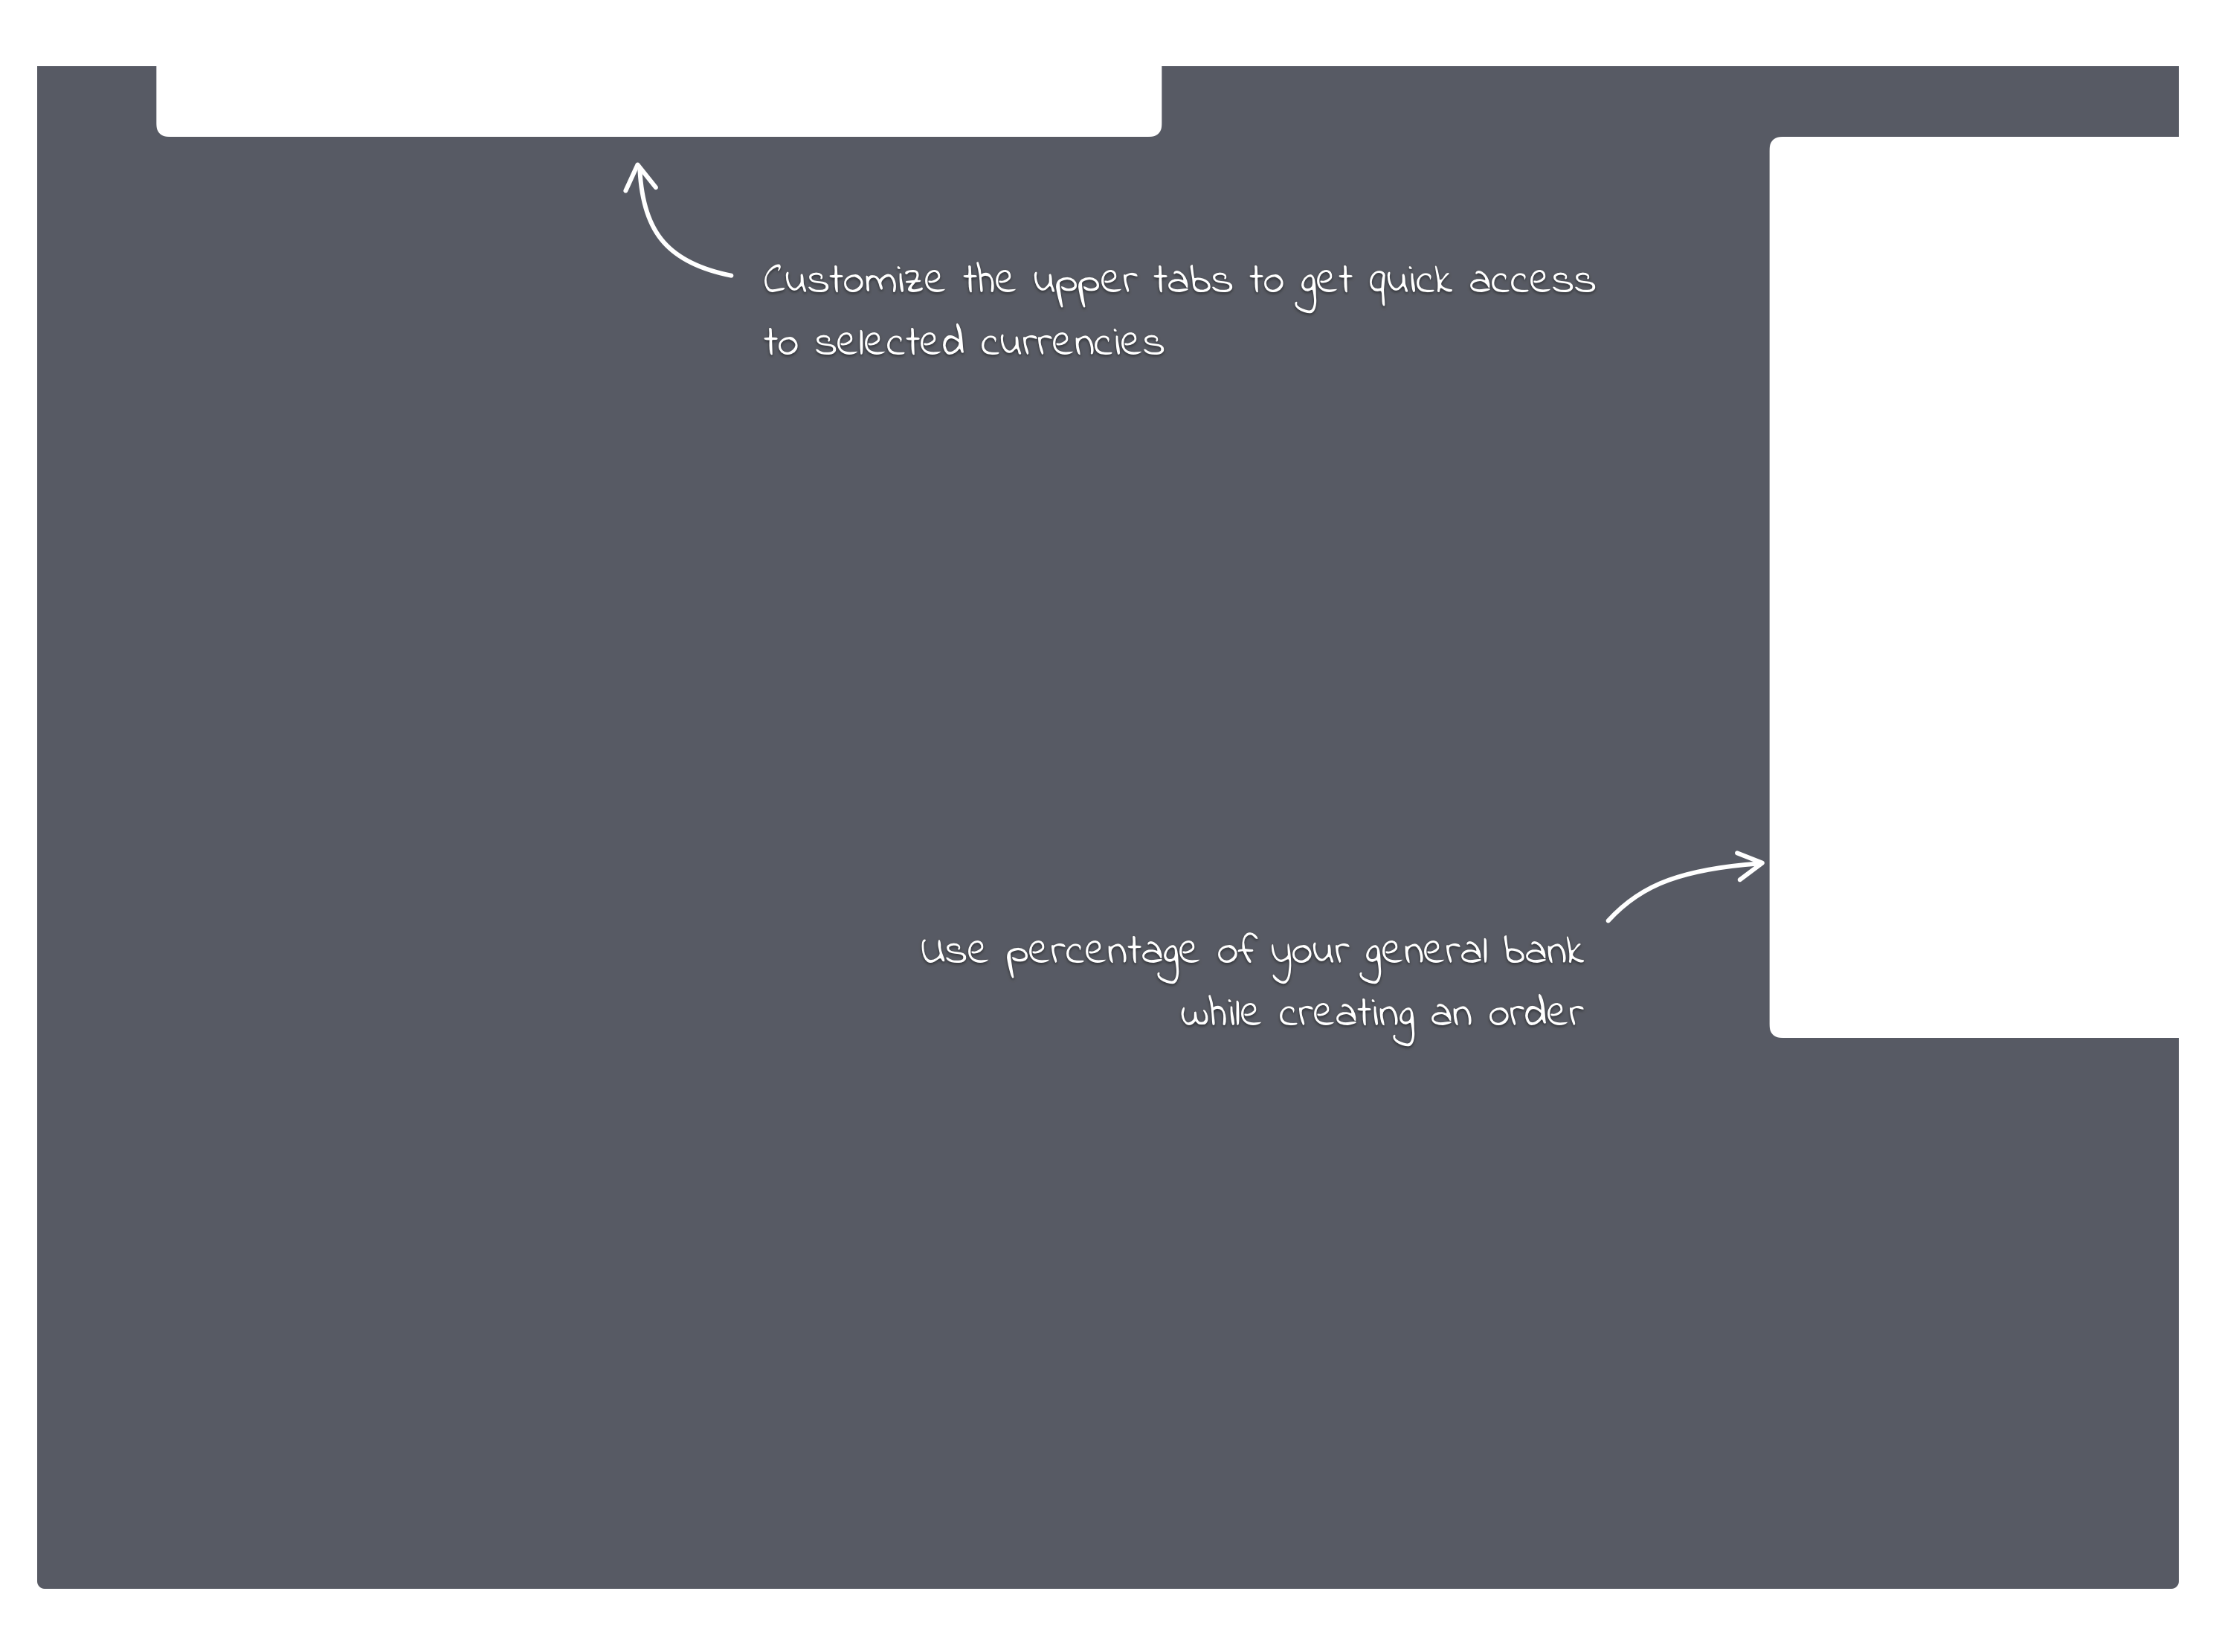 Customize the upper tabs to get quick access
to selected currencies
Use percentage of your general bank
while creating an order